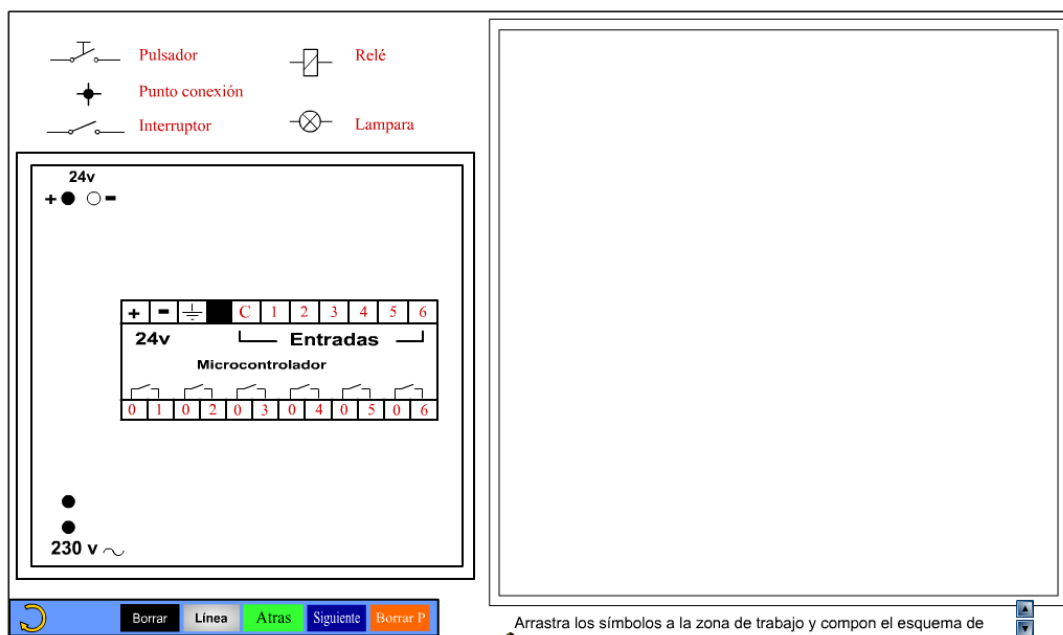 Pulsador
Relé
Punto conexión
Interruptor
Lampara
24v
+ -
+ - C 1 2 3 4 5 6
24v Entradas
Microcontrolador
0 1 0 2 0 3 0 4 0 5 0 6
230 v
Borrar Línea Atras Siguiente Borrar P
Arrastra los símbolos a la zona de trabajo y compon el esquema de